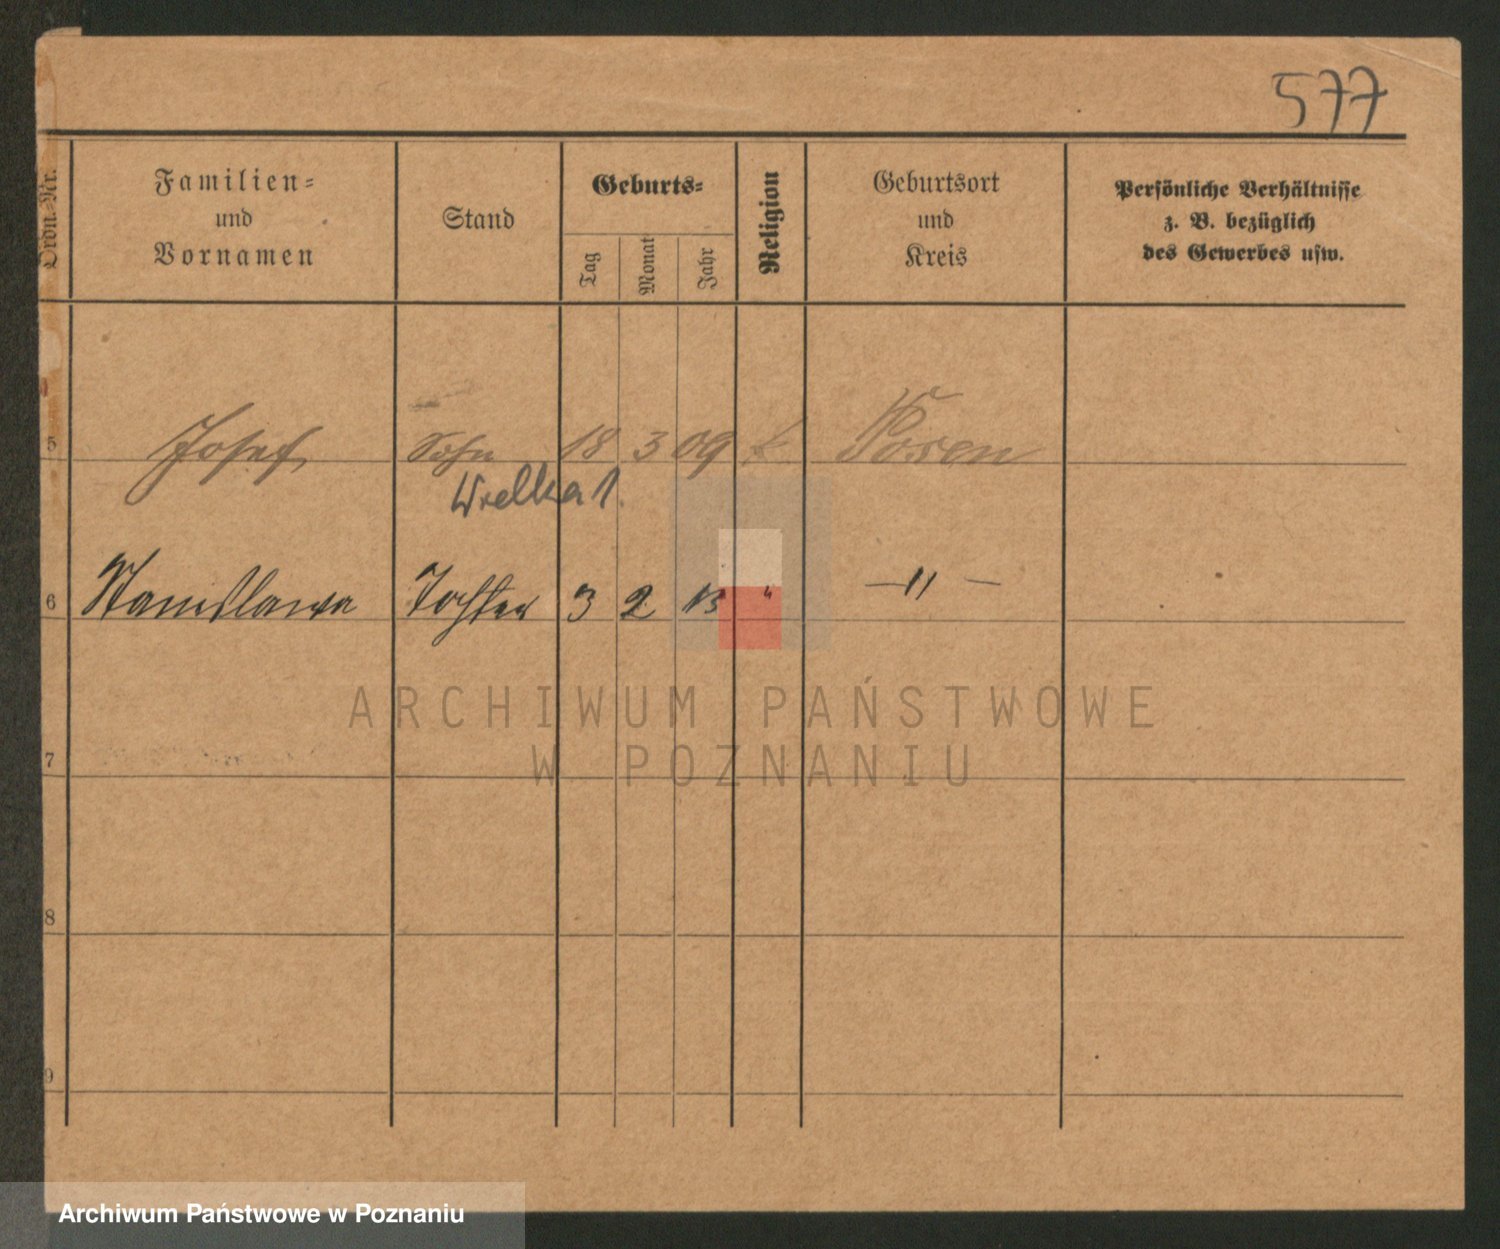 577
Ordn.-Nr.
Familien-
und
Vornamen
Stand
Geburts-
Tag
Monat
Jahr
Religion
Geburtsort
und
Kreis
Persönliche Verhältnisse
z. B. bezüglich
des Gewerbes usw.
5 Josef Sohn 18 3 09 k Posen
Wielka 1.
6 Stanislawa Tochter 3 2 13 " — " —
7
8
9
ARCHIWUM PAŃSTWOWE
W POZNANIU
Archiwum Państwowe w Poznaniu